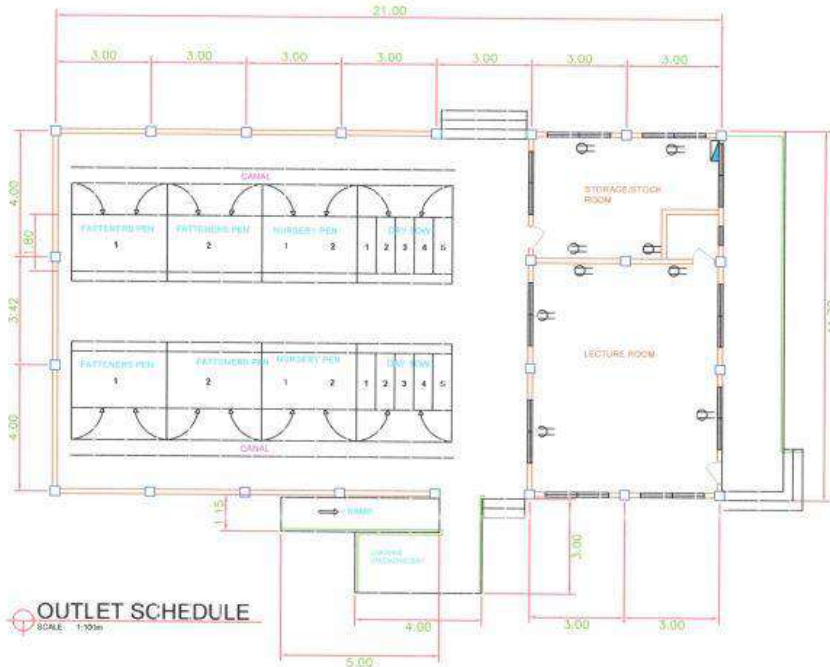 21.00
3.00 3.00 3.00 3.00 3.00 3.00 3.00
4.00
1.80
3.42
4.00
CANAL
FATTENERS PEN FATTENERS PEN NURSERY PEN DRY SOW
1 2 1 2 1 2 3 4 5
STORAGE/STOCK
ROOM
FATTENERS PEN FATTENERS PEN NURSERY PEN DRY SOW
1 2 1 2 1 2 3 4 5
LECTURE ROOM
CANAL
1.15
RAMP
3.00
4.00
3.00 3.00
5.00
OUTLET SCHEDULE
SCALE: 1:100m